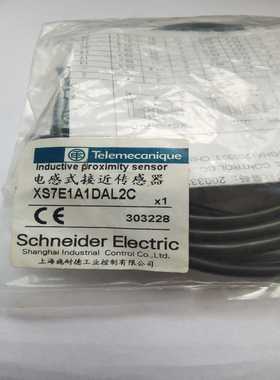 Telemecanique
Inductive proximity sensor
电感式接近传感器
XS7E1A1DAL2C
x1
CE
303228
Schneider Electric
Shanghai Industrial Control Co., Ltd.
上海施耐德工业控制有限公司